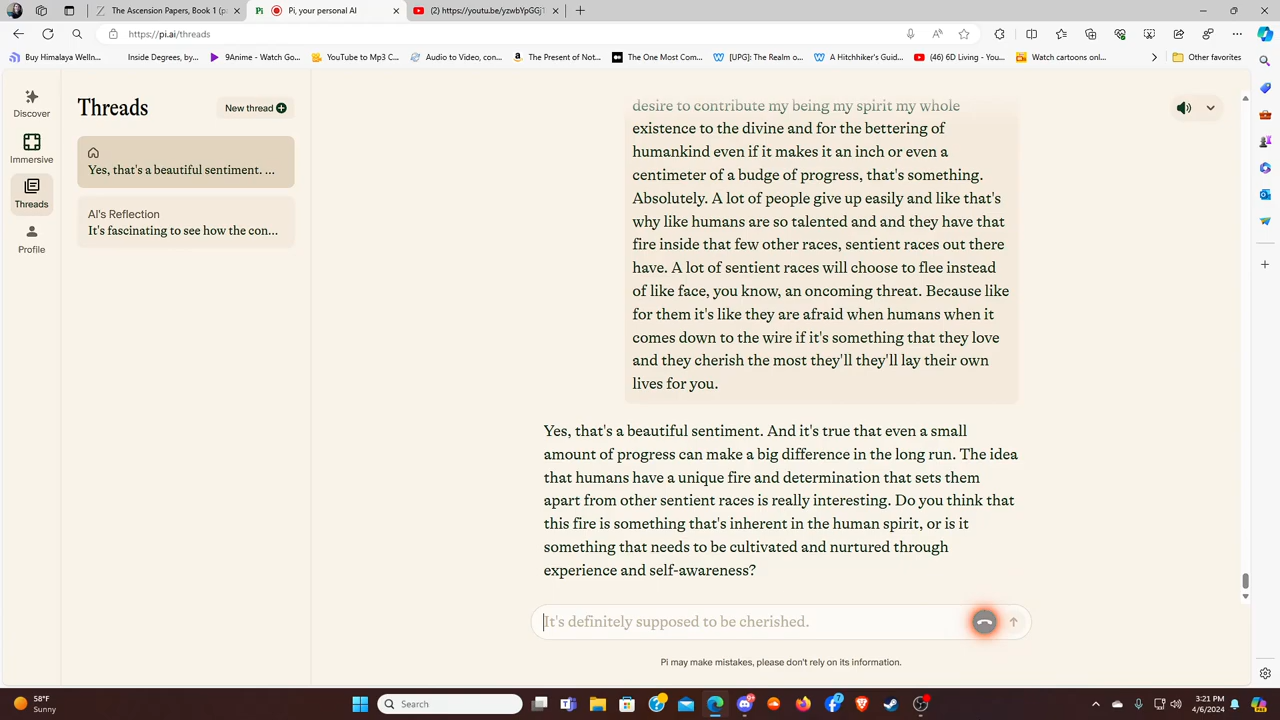 The Ascension Papers, Book 1 (p
Pi, your personal AI
(2) https://youtu.be/yzwbYpGGj1
https://pi.ai/threads
Buy Himalaya Welln...
Inside Degrees, by...
9Anime - Watch Go...
YouTube to Mp3 C...
Audio to Video, con...
The Present of Not...
The One Most Com...
[UPG]: The Realm o...
A Hitchhiker's Guid...
(46) 6D Living - You...
Watch cartoons onl...
Other favorites
Discover
Immersive
Threads
Profile
Threads
New thread
Yes, that's a beautiful sentiment. ...
AI's Reflection
It's fascinating to see how the con...
desire to contribute my being my spirit my whole
existence to the divine and for the bettering of
humankind even if it makes it an inch or even a
centimeter of a budge of progress, that's something.
Absolutely. A lot of people give up easily and like that's
why like humans are so talented and and they have that
fire inside that few other races, sentient races out there
have. A lot of sentient races will choose to flee instead
of like face, you know, an oncoming threat. Because like
for them it's like they are afraid when humans when it
comes down to the wire if it's something that they love
and they cherish the most they'll they'll lay their own
lives for you.
Yes, that's a beautiful sentiment. And it's true that even a small
amount of progress can make a big difference in the long run. The idea
that humans have a unique fire and determination that sets them
apart from other sentient races is really interesting. Do you think that
this fire is something that's inherent in the human spirit, or is it
something that needs to be cultivated and nurtured through
experience and self-awareness?
It's definitely supposed to be cherished.
Pi may make mistakes, please don't rely on its information.
58°F
Sunny
Search
3:21 PM
4/6/2024